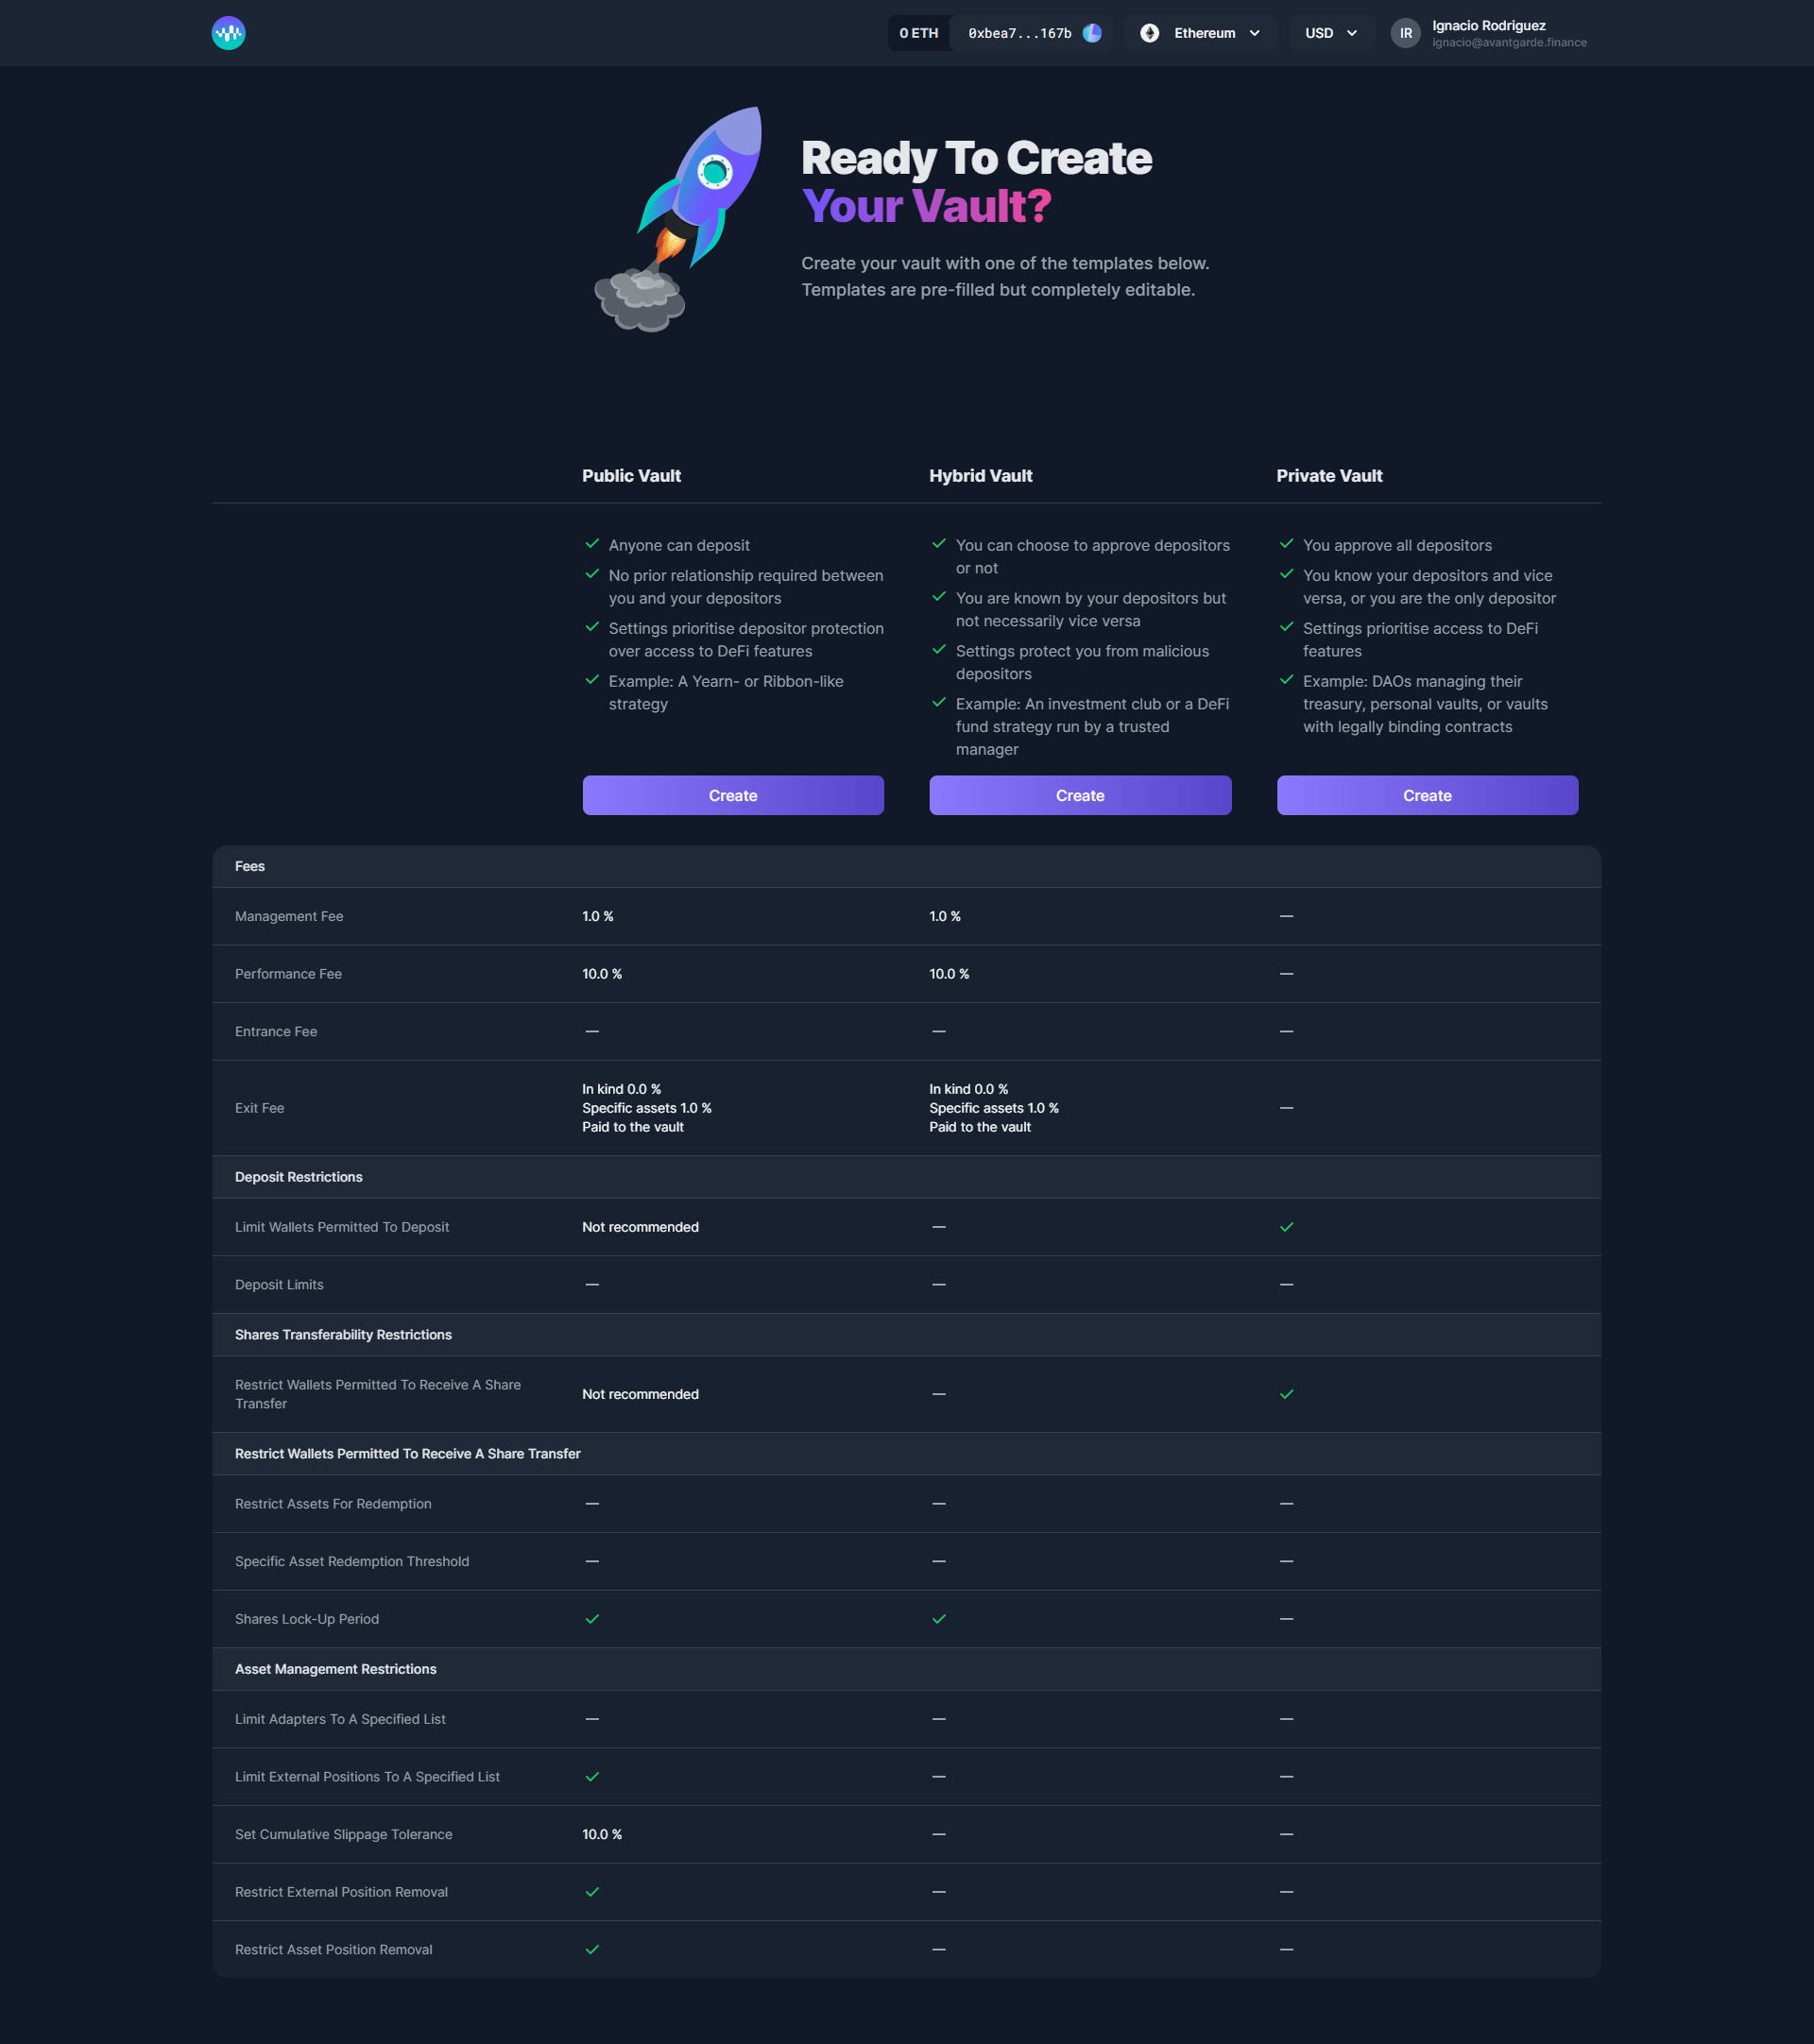 0 ETH
0xbea7...167b
Ethereum
USD
IR
Ignacio Rodriguez
ignacio@avantgarde.finance
Ready To Create
Your Vault?
Create your vault with one of the templates below.
Templates are pre-filled but completely editable.
Public Vault
Hybrid Vault
Private Vault
Anyone can deposit
No prior relationship required between
you and your depositors
Settings prioritise depositor protection
over access to DeFi features
Example: A Yearn- or Ribbon-like
strategy
Create
You can choose to approve depositors
or not
You are known by your depositors but
not necessarily vice versa
Settings protect you from malicious
depositors
Example: An investment club or a DeFi
fund strategy run by a trusted
manager
Create
You approve all depositors
You know your depositors and vice
versa, or you are the only depositor
Settings prioritise access to DeFi
features
Example: DAOs managing their
treasury, personal vaults, or vaults
with legally binding contracts
Create
Fees
Management Fee
1.0 %
1.0 %
—
Performance Fee
10.0 %
10.0 %
—
Entrance Fee
—
—
—
Exit Fee
In kind 0.0 %
Specific assets 1.0 %
Paid to the vault
In kind 0.0 %
Specific assets 1.0 %
Paid to the vault
—
Deposit Restrictions
Limit Wallets Permitted To Deposit
Not recommended
—
Deposit Limits
—
—
—
Shares Transferability Restrictions
Restrict Wallets Permitted To Receive A Share
Transfer
Not recommended
—
Restrict Wallets Permitted To Receive A Share Transfer
Restrict Assets For Redemption
—
—
—
Specific Asset Redemption Threshold
—
—
—
Shares Lock-Up Period
—
Asset Management Restrictions
Limit Adapters To A Specified List
—
—
—
Limit External Positions To A Specified List
—
—
Set Cumulative Slippage Tolerance
10.0 %
—
—
Restrict External Position Removal
—
—
Restrict Asset Position Removal
—
—